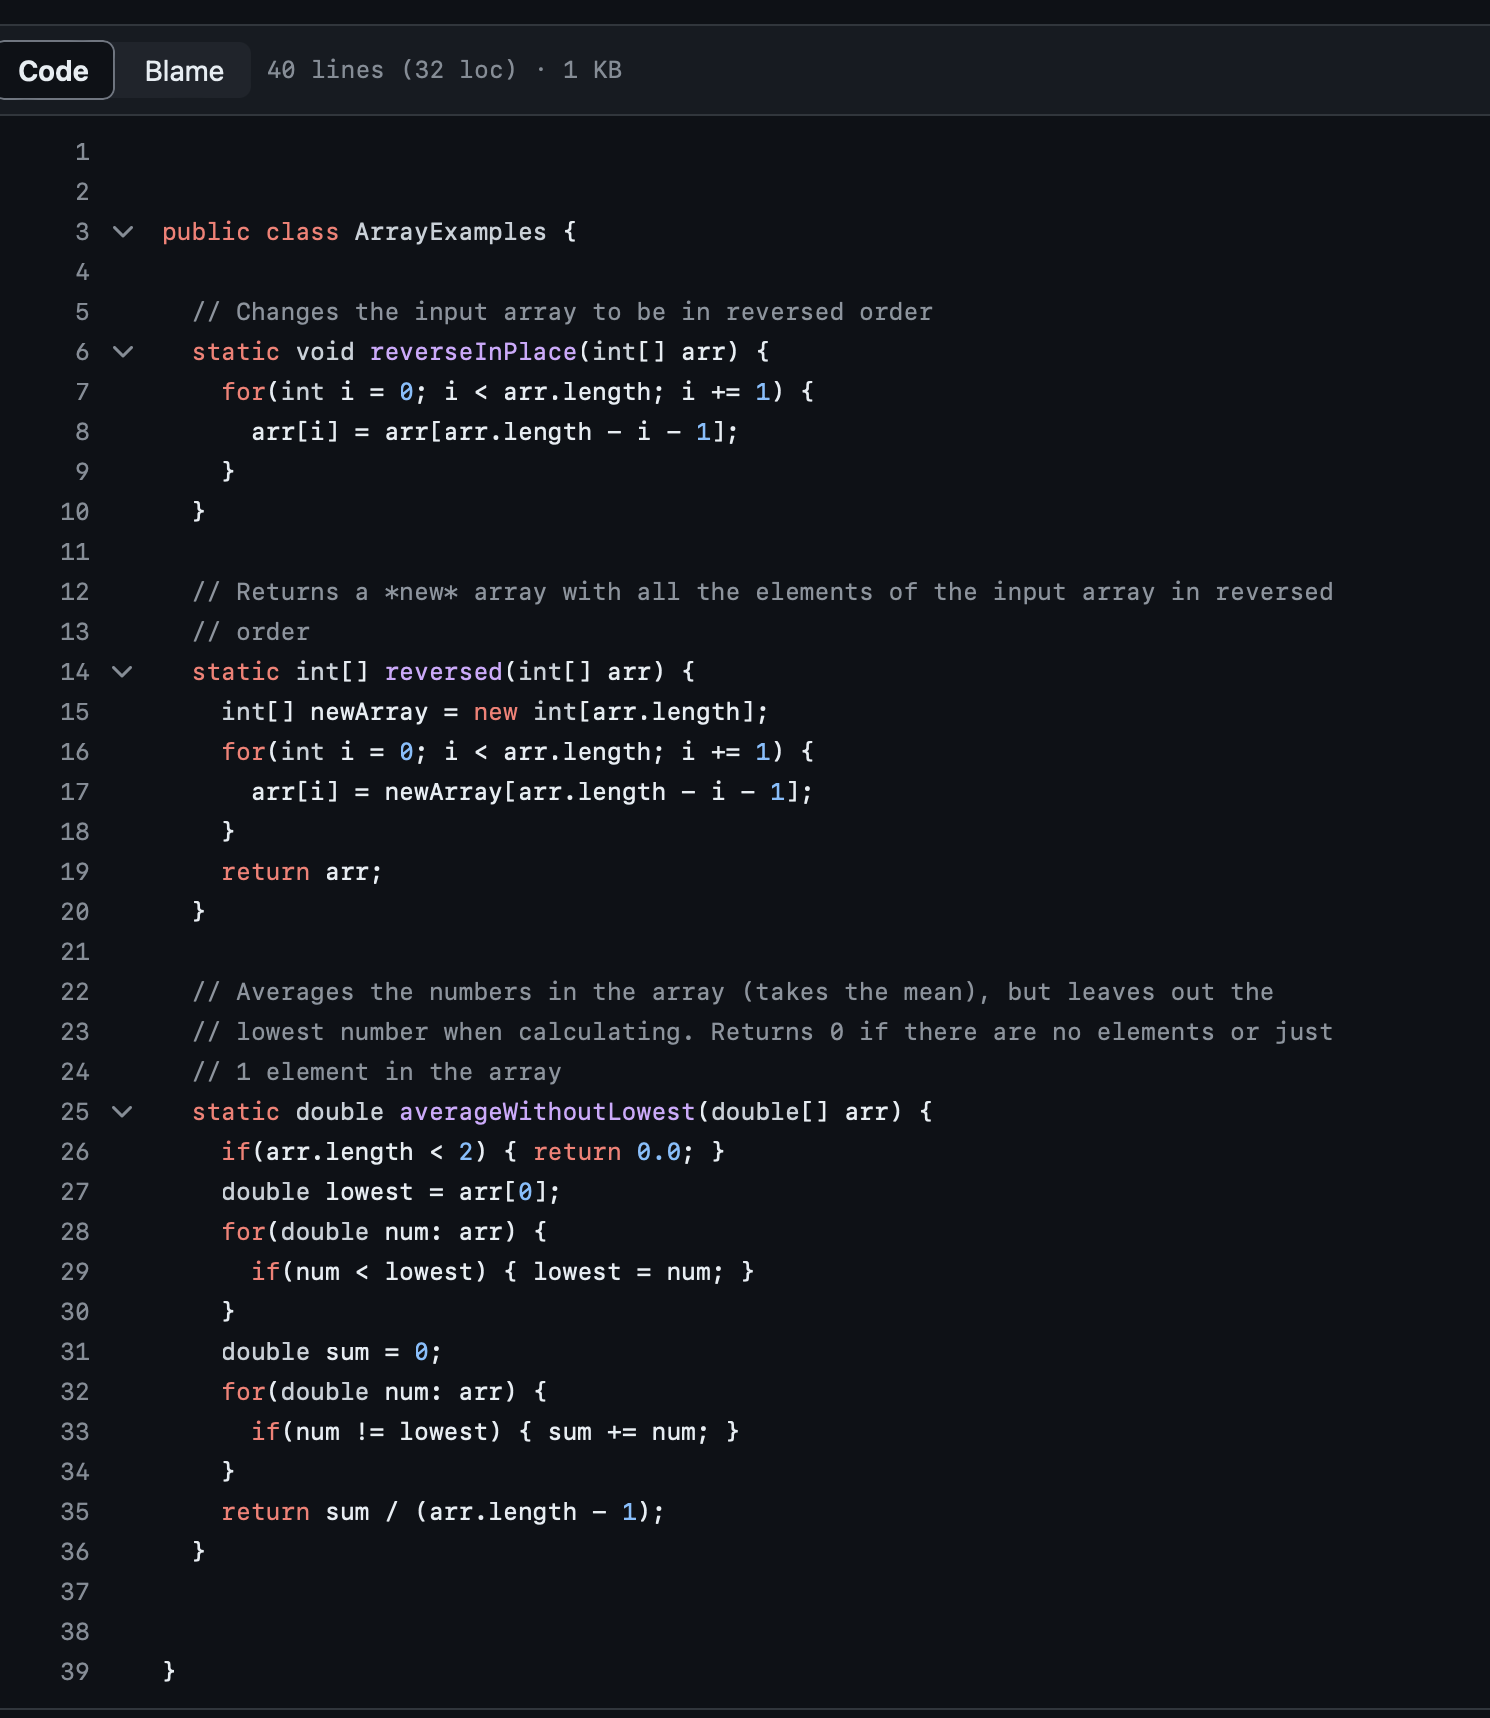 Code Blame 40 lines (32 loc) · 1 KB
1
2
3 public class ArrayExamples {
4
5 // Changes the input array to be in reversed order
6 static void reverseInPlace(int[] arr) {
7 for(int i = 0; i < arr.length; i += 1) {
8 arr[i] = arr[arr.length - i - 1];
9 }
10 }
11
12 // Returns a *new* array with all the elements of the input array in reversed
13 // order
14 static int[] reversed(int[] arr) {
15 int[] newArray = new int[arr.length];
16 for(int i = 0; i < arr.length; i += 1) {
17 arr[i] = newArray[arr.length - i - 1];
18 }
19 return arr;
20 }
21
22 // Averages the numbers in the array (takes the mean), but leaves out the
23 // lowest number when calculating. Returns 0 if there are no elements or just
24 // 1 element in the array
25 static double averageWithoutLowest(double[] arr) {
26 if(arr.length < 2) { return 0.0; }
27 double lowest = arr[0];
28 for(double num: arr) {
29 if(num < lowest) { lowest = num; }
30 }
31 double sum = 0;
32 for(double num: arr) {
33 if(num != lowest) { sum += num; }
34 }
35 return sum / (arr.length - 1);
36 }
37
38
39 }